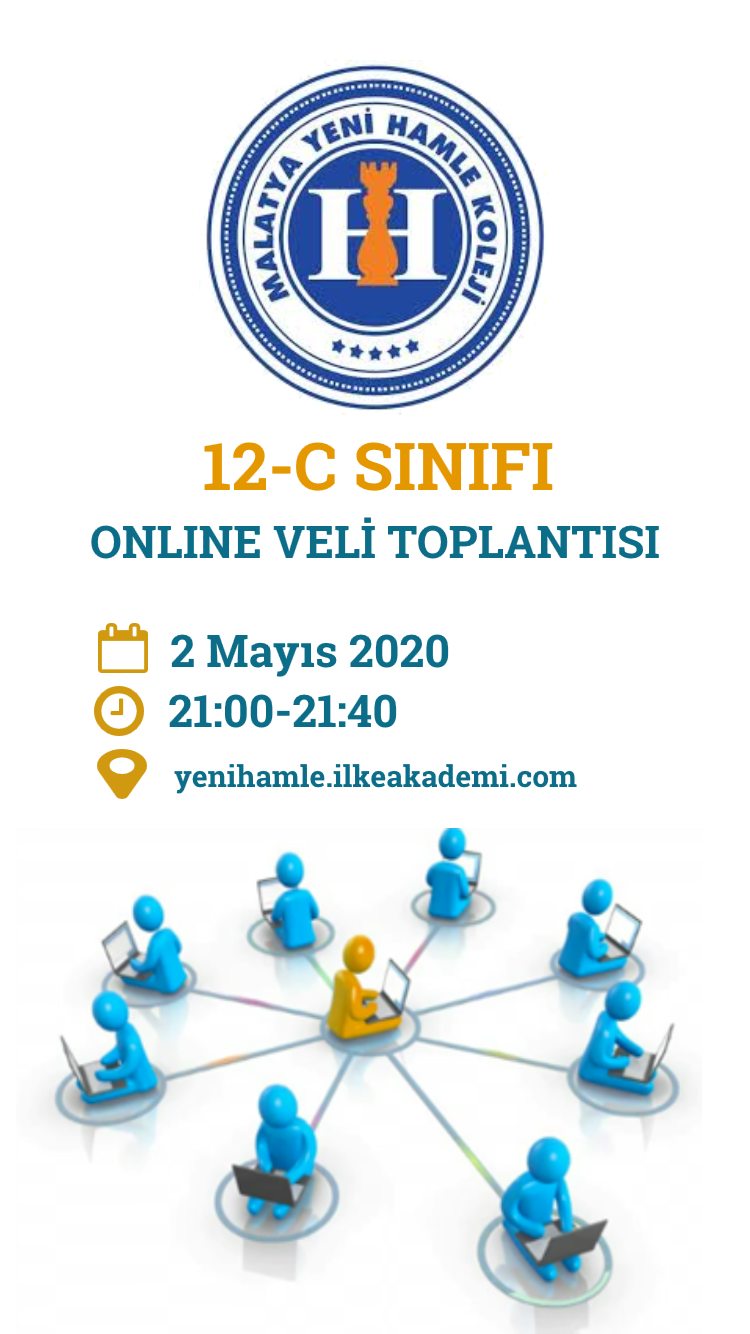 MALATYA YENİ HAMLE KOLEJİ
H
12-C SINIFI
ONLINE VELİ TOPLANTISI
2 Mayıs 2020
21:00-21:40
yenihamle.ilkeakademi.com